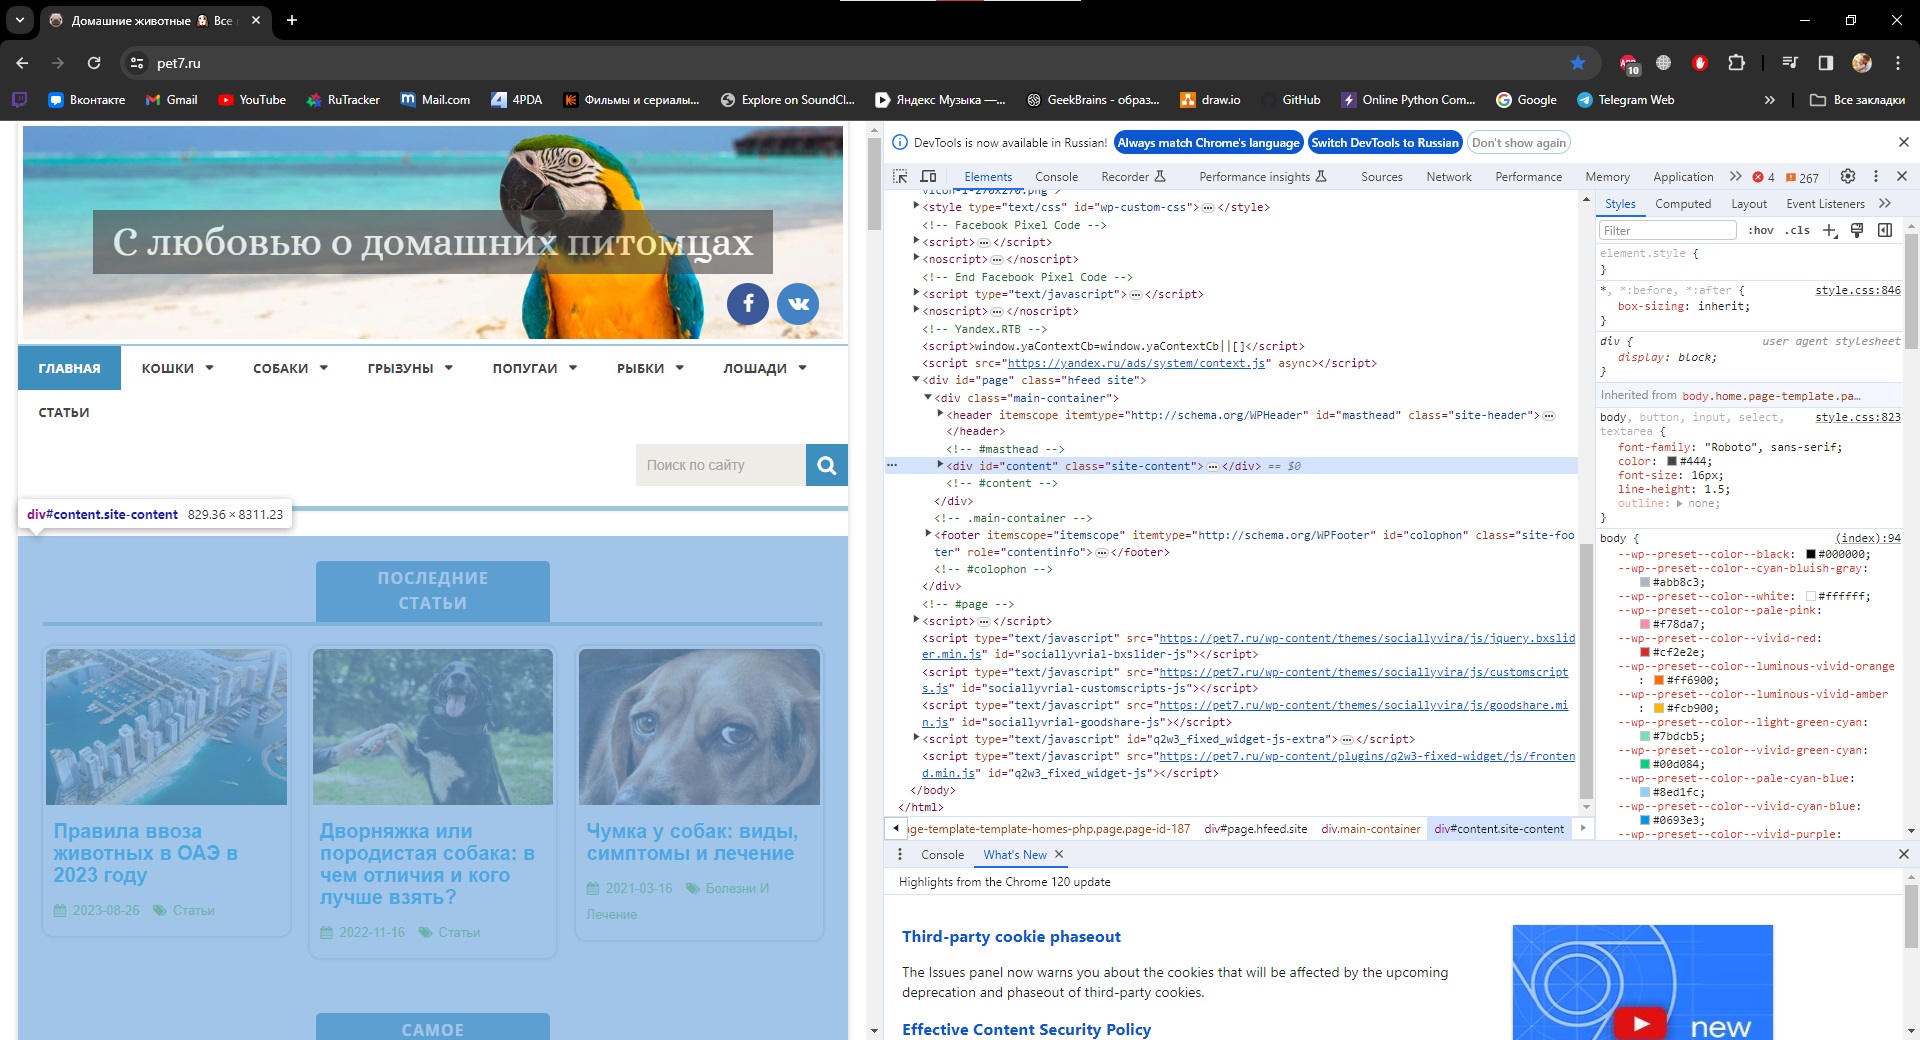 Домашние животные 🐶 Все
pet7.ru
10
Вконтакте
Gmail
YouTube
RuTracker
Mail.com
4PDA
Фильмы и сериалы...
Explore on SoundCl...
Яндекс Музыка —...
GeekBrains - образ...
draw.io
GitHub
Online Python Com...
Google
Telegram Web
Все закладки
С любовью о домашних питомцах
ГЛАВНАЯ
КОШКИ
СОБАКИ
ГРЫЗУНЫ
ПОПУГАИ
РЫБКИ
ЛОШАДИ
СТАТЬИ
Поиск по сайту
div#content.site-content 829.36 × 8311.23
ПОСЛЕДНИЕ
СТАТЬИ
Правила ввоза
животных в ОАЭ в
2023 году
2023-08-26 Статьи
Дворняжка или
породистая собака: в
чем отличия и кого
лучше взять?
2022-11-16 Статьи
Чумка у собак: виды,
симптомы и лечение
2021-03-16 Болезни И
Лечение
САМОЕ
DevTools is now available in Russian!
Always match Chrome's language
Switch DevTools to Russian
Don't show again
Elements
Console
Recorder
Performance insights
Sources
Network
Performance
Memory
Application
4
267
vicon-1-270x270.png">
<style type="text/css" id="wp-custom-css">…</style>
<!-- Facebook Pixel Code -->
<script>…</script>
<noscript>…</noscript>
<!-- End Facebook Pixel Code -->
<script type="text/javascript">…</script>
<noscript>…</noscript>
<!-- Yandex.RTB -->
<script>window.yaContextCb=window.yaContextCb||[]</script>
<script src="https://yandex.ru/ads/system/context.js" async></script>
<div id="page" class="hfeed site">
<div class="main-container">
<header itemscope itemtype="http://schema.org/WPHeader" id="masthead" class="site-header">…
</header>
<!-- #masthead -->
<div id="content" class="site-content">…</div> == $0
<!-- #content -->
</div>
<!-- .main-container -->
<footer itemscope="itemscope" itemtype="http://schema.org/WPFooter" id="colophon" class="site-foo
ter" role="contentinfo">…</footer>
<!-- #colophon -->
</div>
<!-- #page -->
<script>…</script>
<script type="text/javascript" src="https://pet7.ru/wp-content/themes/sociallyvira/js/jquery.bxslid
er.min.js" id="sociallyvrial-bxslider-js"></script>
<script type="text/javascript" src="https://pet7.ru/wp-content/themes/sociallyvira/js/customscript
s.js" id="sociallyvrial-customscripts-js"></script>
<script type="text/javascript" src="https://pet7.ru/wp-content/themes/sociallyvira/js/goodshare.mi
n.js" id="sociallyvrial-goodshare-js"></script>
<script type="text/javascript" id="q2w3_fixed_widget-js-extra">…</script>
<script type="text/javascript" src="https://pet7.ru/wp-content/plugins/q2w3-fixed-widget/js/fronten
d.min.js" id="q2w3_fixed_widget-js"></script>
</body>
</html>
age-template-template-homes-php.page.page-id-187
div#page.hfeed.site
div.main-container
div#content.site-content
Styles
Computed
Layout
Event Listeners
Filter
:hov
.cls
element.style {
}
*, *:before, *:after { style.css:846
box-sizing: inherit;
}
div { user agent stylesheet
display: block;
}
Inherited from body.home.page-template.pa…
body, button, input, select, style.css:823
textarea {
font-family: "Roboto", sans-serif;
color: #444;
font-size: 16px;
line-height: 1.5;
outline: none;
}
body { (index):94
--wp--preset--color--black: #000000;
--wp--preset--color--cyan-bluish-gray:
#abb8c3;
--wp--preset--color--white: #ffffff;
--wp--preset--color--pale-pink:
#f78da7;
--wp--preset--color--vivid-red:
#cf2e2e;
--wp--preset--color--luminous-vivid-orange
: #ff6900;
--wp--preset--color--luminous-vivid-amber
: #fcb900;
--wp--preset--color--light-green-cyan:
#7bdcb5;
--wp--preset--color--vivid-green-cyan:
#00d084;
--wp--preset--color--pale-cyan-blue:
#8ed1fc;
--wp--preset--color--vivid-cyan-blue:
#0693e3;
--wp--preset--color--vivid-purple:
Console
What's New
Highlights from the Chrome 120 update
Third-party cookie phaseout
The Issues panel now warns you about the cookies that will be affected by the upcoming
deprecation and phaseout of third-party cookies.
Effective Content Security Policy
new